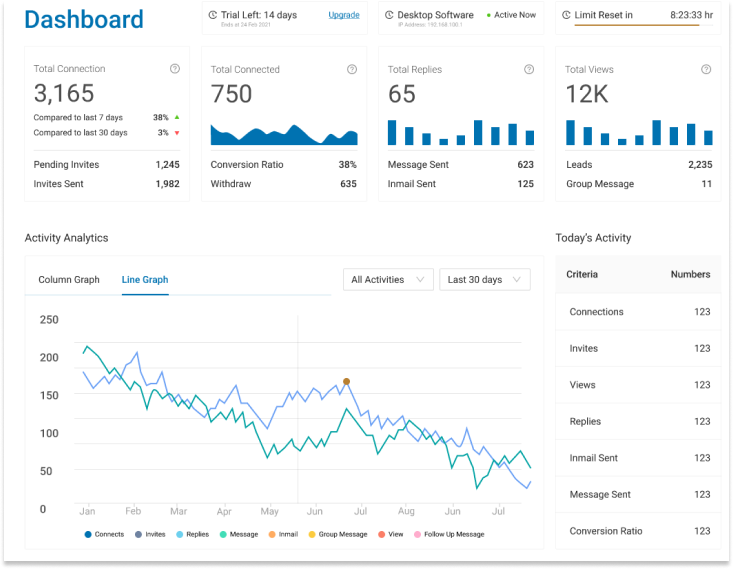 Dashboard
Trial Left: 14 days
Upgrade
Ends at 24 Feb 2021
Desktop Software
Active Now
IP Address: 192.168.100.1
Limit Reset in
8:23:33 hr
Total Connection
3,165
Compared to last 7 days 38%
Compared to last 30 days 3%
Pending Invites 1,245
Invites Sent 1,982
Total Connected
750
Conversion Ratio 38%
Withdraw 635
Total Replies
65
Message Sent 623
Inmail Sent 125
Total Views
12K
Leads 2,235
Group Message 11
Activity Analytics
Column Graph
Line Graph
All Activities
Last 30 days
250
200
150
100
50
0
Jan Feb Mar Apr May Jun Jul Aug Jun Jul
Connects Invites Replies Message Inmail Group Message View Follow Up Message
Today's Activity
Criteria Numbers
Connections 123
Invites 123
Views 123
Replies 123
Inmail Sent 123
Message Sent 123
Conversion Ratio 123